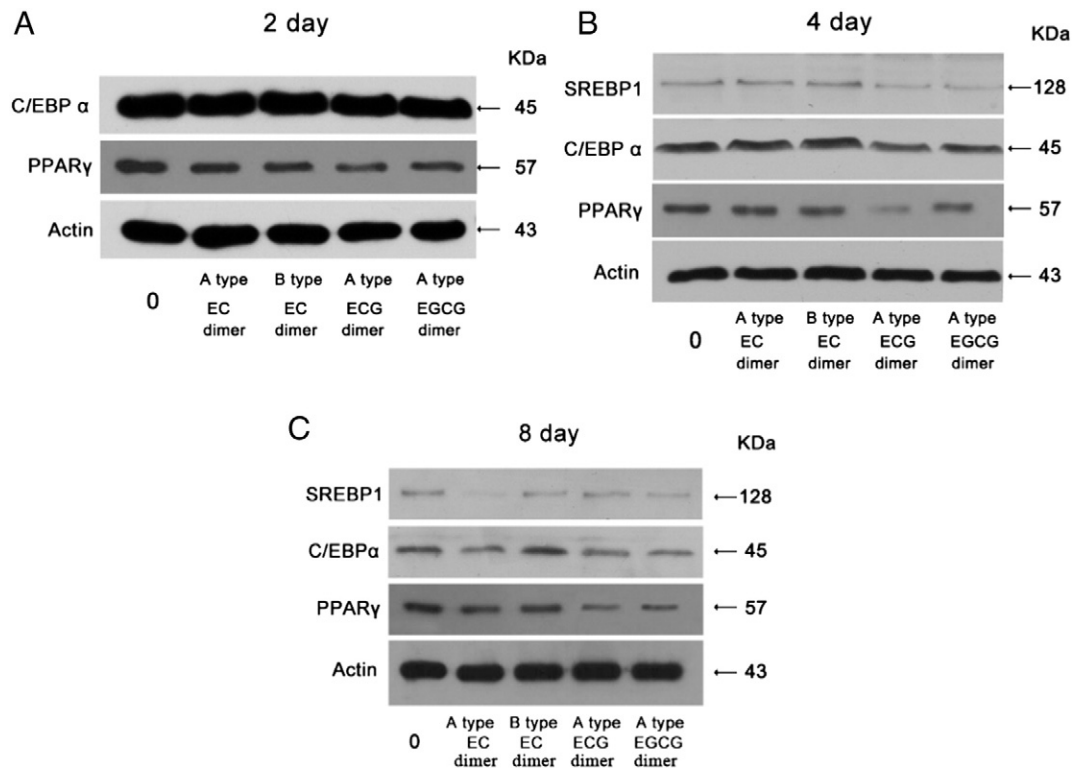 A
2 day
KDa
C/EBP α
←45
PPARγ
←57
Actin
←43
0
A type B type A type A type
EC EC ECG EGCG
dimer dimer dimer dimer
B
4 day
KDa
SREBP1
←128
C/EBP α
←45
PPARγ
←57
Actin
←43
0
A type B type A type A type
EC EC ECG EGCG
dimer dimer dimer dimer
C
8 day
KDa
SREBP1
←128
C/EBPα
←45
PPARγ
←57
Actin
←43
0
A type B type A type A type
EC EC ECG EGCG
dimer dimer dimer dimer